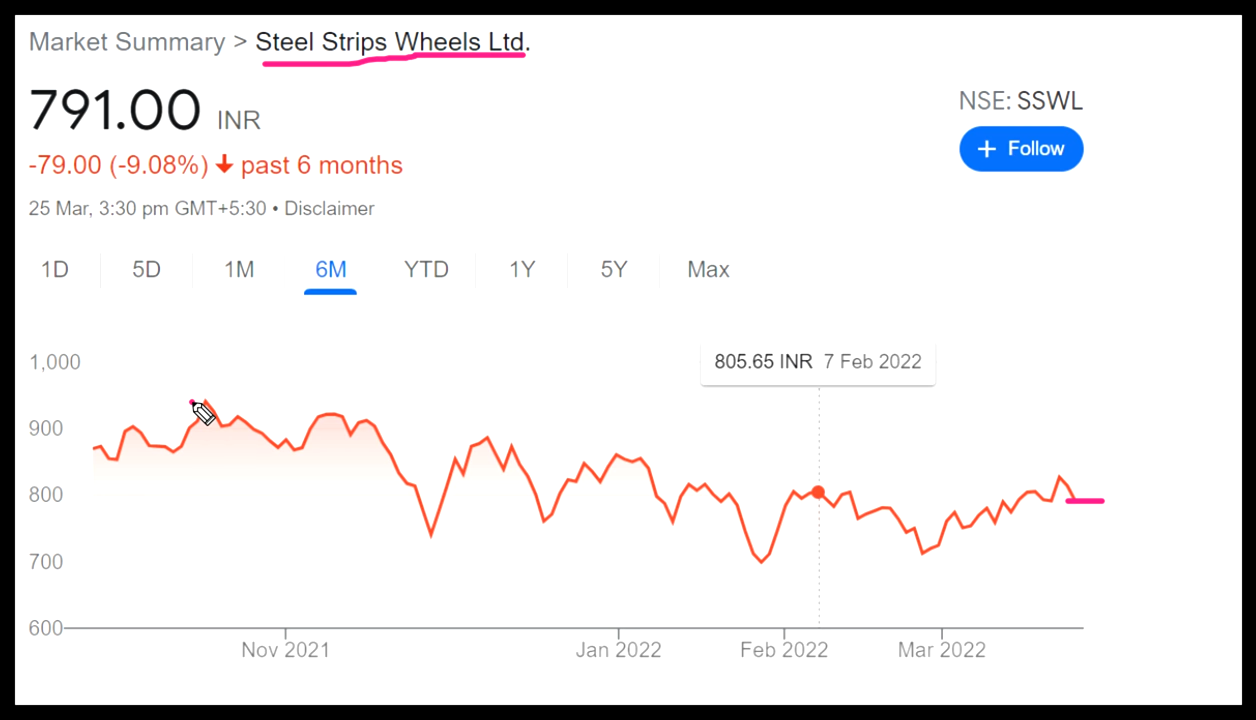 Market Summary > Steel Strips Wheels Ltd.
791.00 INR
NSE: SSWL
-79.00 (-9.08%) ↓ past 6 months
+ Follow
25 Mar, 3:30 pm GMT+5:30 • Disclaimer
1D 5D 1M 6M YTD 1Y 5Y Max
805.65 INR 7 Feb 2022
1,000
900
800
700
600
Nov 2021 Jan 2022 Feb 2022 Mar 2022